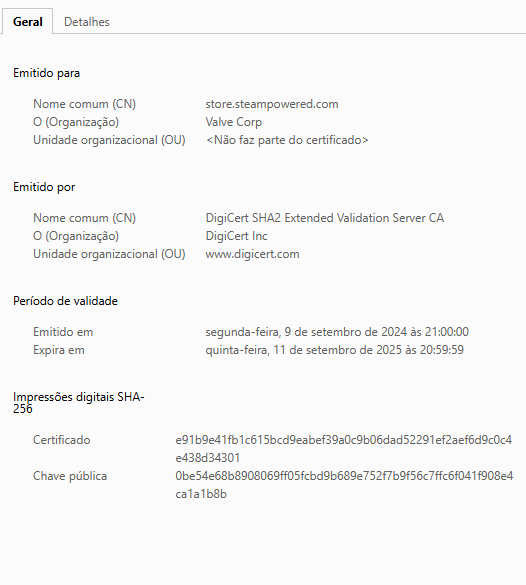 Geral Detalhes
Emitido para
Nome comum (CN) store.steampowered.com
O (Organização) Valve Corp
Unidade organizacional (OU) <Não faz parte do certificado>
Emitido por
Nome comum (CN) DigiCert SHA2 Extended Validation Server CA
O (Organização) DigiCert Inc
Unidade organizacional (OU) www.digicert.com
Período de validade
Emitido em segunda-feira, 9 de setembro de 2024 às 21:00:00
Expira em quinta-feira, 11 de setembro de 2025 às 20:59:59
Impressões digitais SHA-
256
Certificado e91b9e41fb1c615bcd9eabef39a0c9b06dad52291ef2aef6d9c0c4
e438d34301
Chave pública 0be54e68b8908069ff05fcbd9b689e752f7b9f56c7ffc6f041f908e4
ca1a1b8b